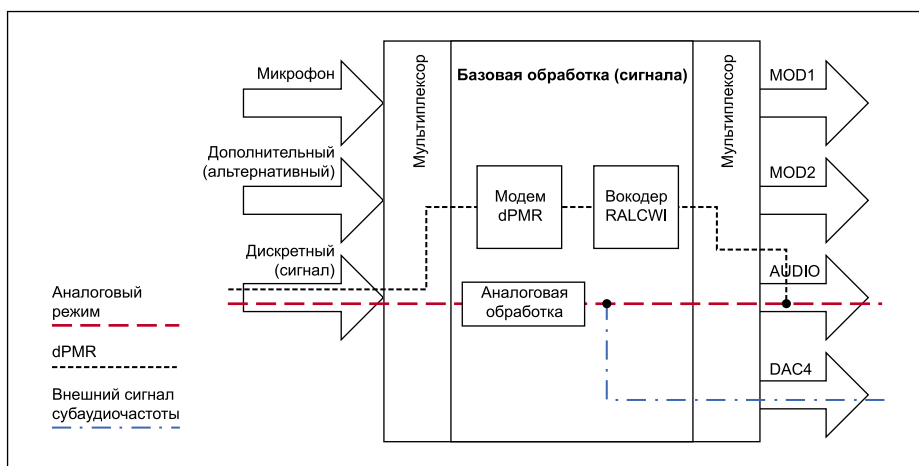 Микрофон
Дополнительный
(альтернативный)
Дискретный
(сигнал)
Мультиплексор
Базовая обработка (сигнала)
Модем
dPMR
Вокодер
RALCWI
Аналоговая
обработка
Мультиплексор
MOD1
MOD2
AUDIO
DAC4
Аналоговый
режим
dPMR
Внешний сигнал
субаудиочастоты